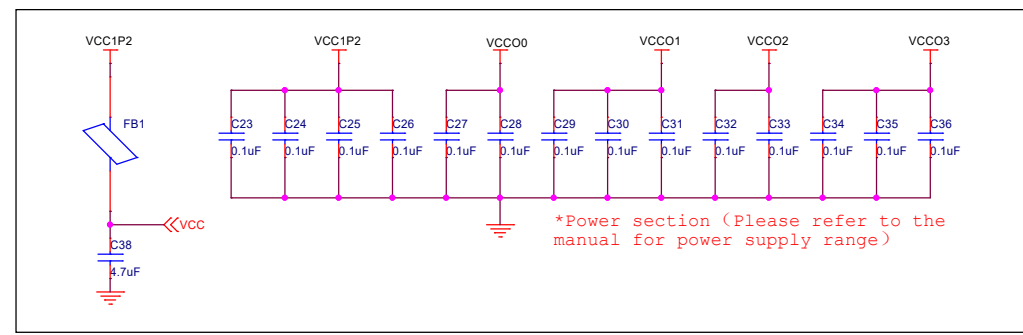 VCC1P2
VCC1P2
VCCO0
VCCO1
VCCO2
VCCO3
FB1
C23
C24
C25
C26
C27
C28
C29
C30
C31
C32
C33
C34
C35
C36
0.1uF
0.1uF
0.1uF
0.1uF
0.1uF
0.1uF
0.1uF
0.1uF
0.1uF
0.1uF
0.1uF
0.1uF
0.1uF
0.1uF
VCC
*Power section（Please refer to the
manual for power supply range）
C38
4.7uF